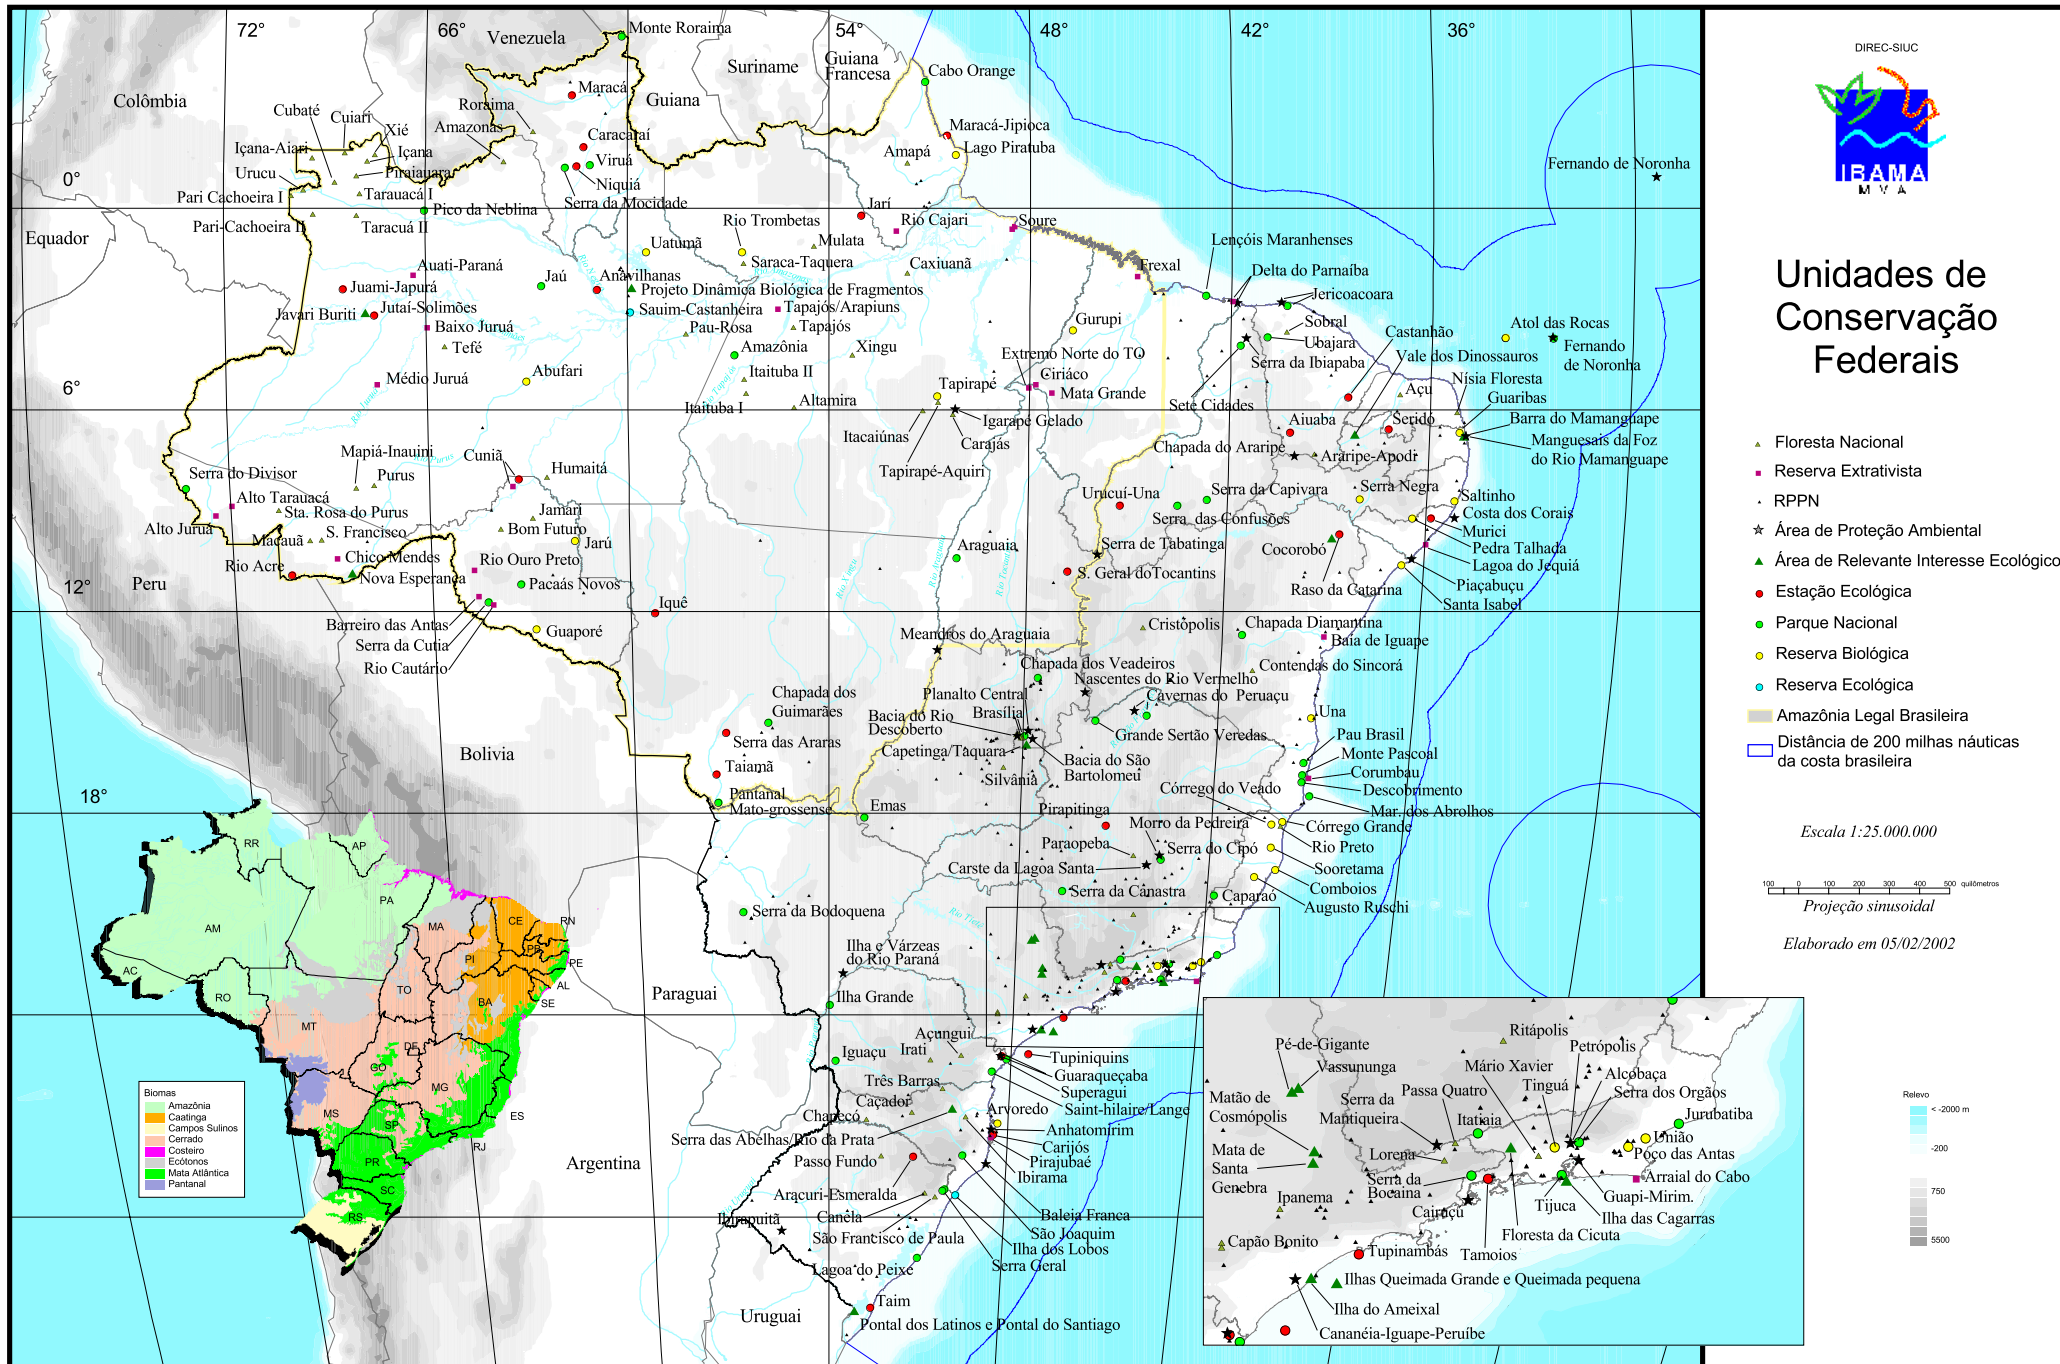 72°
66°
54°
48°
42°
36°
0°
6°
12°
18°
Venezuela
Colômbia
Equador
Peru
Bolivia
Paraguai
Argentina
Uruguai
Suriname
Guiana
Guiana
Francesa
Monte Roraima
Cabo Orange
Maracá
Roraima
Amazonas
Cubaté
Cuiari
Xié
Içana-Aiari
Içana
Urucu
Piraiauara
Pari Cachoeira I
Tarauacá I
Pari-Cachoeira II
Taracuá II
Pico da Neblina
Caracaraí
Viruá
Niquiá
Serra da Mocidade
Maracá-Jipioca
Lago Piratuba
Amapá
Jarí
Rio Cajari
Soure
Rio Trombetas
Mulata
Uatumã
Saraca-Taquera
Caxiuanã
Auati-Paraná
Juami-Japurá
Jaú
Anavilhanas
Projeto Dinâmica Biológica de Fragmentos
Javari Buriti
Jutaí-Solimões
Sauim-Castanheira
Tapajós/Arapiuns
Baixo Juruá
Pau-Rosa
Tapajós
Tefé
Amazônia
Xingu
Médio Juruá
Abufari
Itaituba II
Itaituba I
Altamira
Frexal
Lençóis Maranhenses
Delta do Parnaíba
Jericoacoara
Gurupi
Sobral
Ubajara
Serra da Ibiapaba
Castanhão
Vale dos Dinossauros
Atol das Rocas
Fernando
de Noronha
Fernando de Noronha
Extremo Norte do TO
Ciriáco
Mata Grande
Tapirapé
Igarapé Gelado
Itacaiúnas
Carajás
Tapirapé-Aquiri
Sete Cidades
Aiuaba
Seridó
Açu
Nísia Floresta
Guaribas
Barra do Mamanguape
Manguesais da Foz
do Rio Mamanguape
Chapada do Araripe
Araripe-Apodi
Mapiá-Inauini
Purus
Cuniã
Humaitá
Serra do Divisor
Alto Tarauacá
Sta. Rosa do Purus
Alto Juruá
S. Francisco
Macauã
Chico Mendes
Rio Acre
Nova Esperança
Jamari
Bom Futuro
Jarú
Rio Ouro Preto
Pacaás Novos
Barreiro das Antas
Serra da Cutia
Rio Cautário
Guaporé
Iquê
Urucuí-Una
Serra da Capivara
Serra das Confusões
Serra Negra
Saltinho
Costa dos Corais
Murici
Pedra Talhada
Lagoa do Jequiá
Piaçabuçu
Santa Isabel
Cocorobó
Raso da Catarina
Serra de Tabatinga
Araguaia
S. Geral do Tocantins
Meandros do Araguaia
Cristópolis
Chapada Diamantina
Baia de Iguape
Contendas do Sincorá
Chapada dos Veadeiros
Nascentes do Rio Vermelho
Planalto Central
Cavernas do Peruaçu
Brasília
Bacia do Rio
Descoberto
Grande Sertão Veredas
Capetinga/Taquara
Bacia do São
Bartolomeu
Silvânia
Chapada dos
Guimarães
Serra das Araras
Taiamã
Pantanal
Mato-grossense
Emas
Una
Pau Brasil
Monte Pascoal
Corumbau
Descobrimento
Mar. dos Abrolhos
Córrego do Veado
Córrego Grande
Rio Preto
Sooretama
Comboios
Augusto Ruschi
Pirapitinga
Morro da Pedreira
Paraopeba
Serra do Cipó
Carste da Lagoa Santa
Serra da Canastra
Caparaó
Serra da Bodoquena
Ilha e Várzeas
do Rio Paraná
Ilha Grande
Iguaçu
Açungui
Irati
Três Barras
Caçador
Chapecó
Serra das Abelhas/Rio da Prata
Passo Fundo
Aracuri-Esmeralda
Canela
Ibirapuitã
São Francisco de Paula
Lagoa do Peixe
Taim
Pontal dos Latinos e Pontal do Santiago
Tupiniquins
Guaraqueçaba
Superagui
Saint-hilaire/Lange
Arvoredo
Anhatomirim
Carijós
Pirajubaé
Ibirama
Baleia Franca
São Joaquim
Ilha dos Lobos
Serra Geral
Pé-de-Gigante
Vassununga
Matão de
Cosmópolis
Mata de
Santa
Genebra
Ipanema
Capão Bonito
Serra da
Mantiqueira
Passa Quatro
Itatiaia
Lorena
Serra da
Bocaina
Cairuçu
Ritápolis
Petrópolis
Mário Xavier
Tinguá
Alcobaça
Serra dos Orgãos
Jurubatiba
União
Poço das Antas
Arraial do Cabo
Guapi-Mirim.
Tijuca
Ilha das Cagarras
Floresta da Cicuta
Tamoios
Tupinambás
Ilhas Queimada Grande e Queimada pequena
Ilha do Ameixal
Cananéia-Iguape-Peruíbe
RR
AP
AM
PA
AC
RO
MT
MA
CE
RN
PB
PE
AL
SE
PI
TO
BA
DF
GO
MG
ES
MS
SP
RJ
PR
SC
RS
Biomas
Amazônia
Caatinga
Campos Sulinos
Cerrado
Costeiro
Ecótonos
Mata Atlântica
Pantanal
DIREC-SIUC
IBAMA
M V A
Unidades de
Conservação
Federais
Floresta Nacional
Reserva Extrativista
RPPN
Área de Proteção Ambiental
Área de Relevante Interesse Ecológico
Estação Ecológica
Parque Nacional
Reserva Biológica
Reserva Ecológica
Amazônia Legal Brasileira
Distância de 200 milhas náuticas
da costa brasileira
Escala 1:25.000.000
100 0 100 200 300 400 500 quilômetros
Projeção sinusoidal
Elaborado em 05/02/2002
Relevo
< -2000 m
-200
750
5500